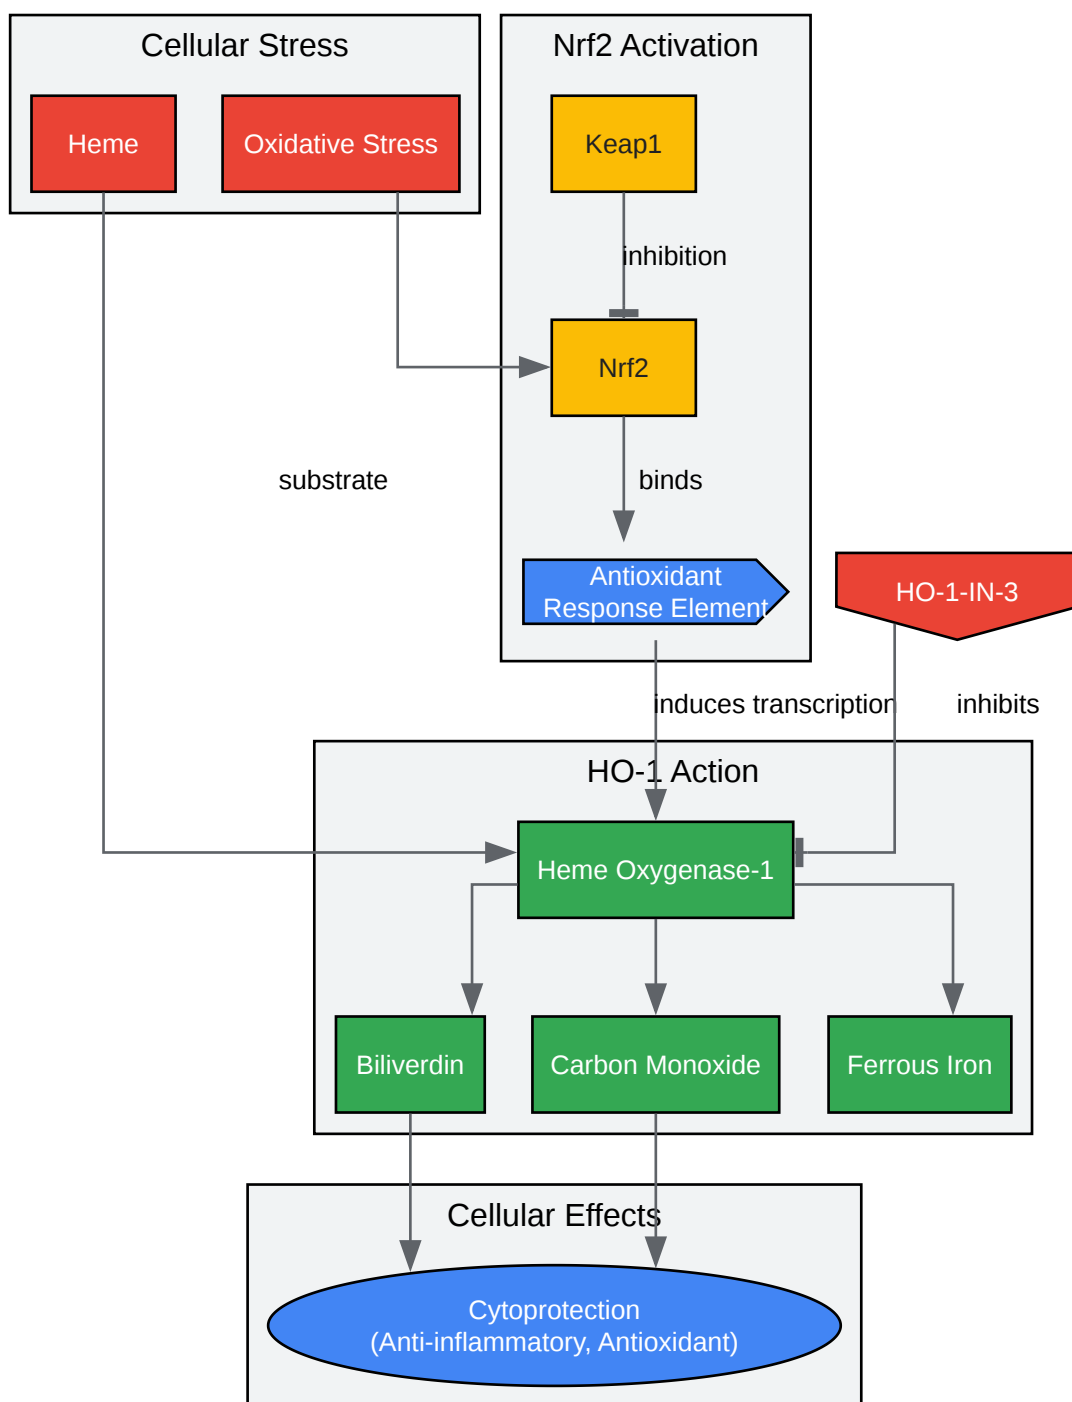 Cellular Stress
Nrf2 Activation
Heme
Oxidative Stress
Keap1
inhibition
Nrf2
substrate
binds
Antioxidant
Response Element
HO-1-IN-3
induces transcription
inhibits
HO-1 Action
Heme Oxygenase-1
Biliverdin
Carbon Monoxide
Ferrous Iron
Cellular Effects
Cytoprotection
(Anti-inflammatory, Antioxidant)